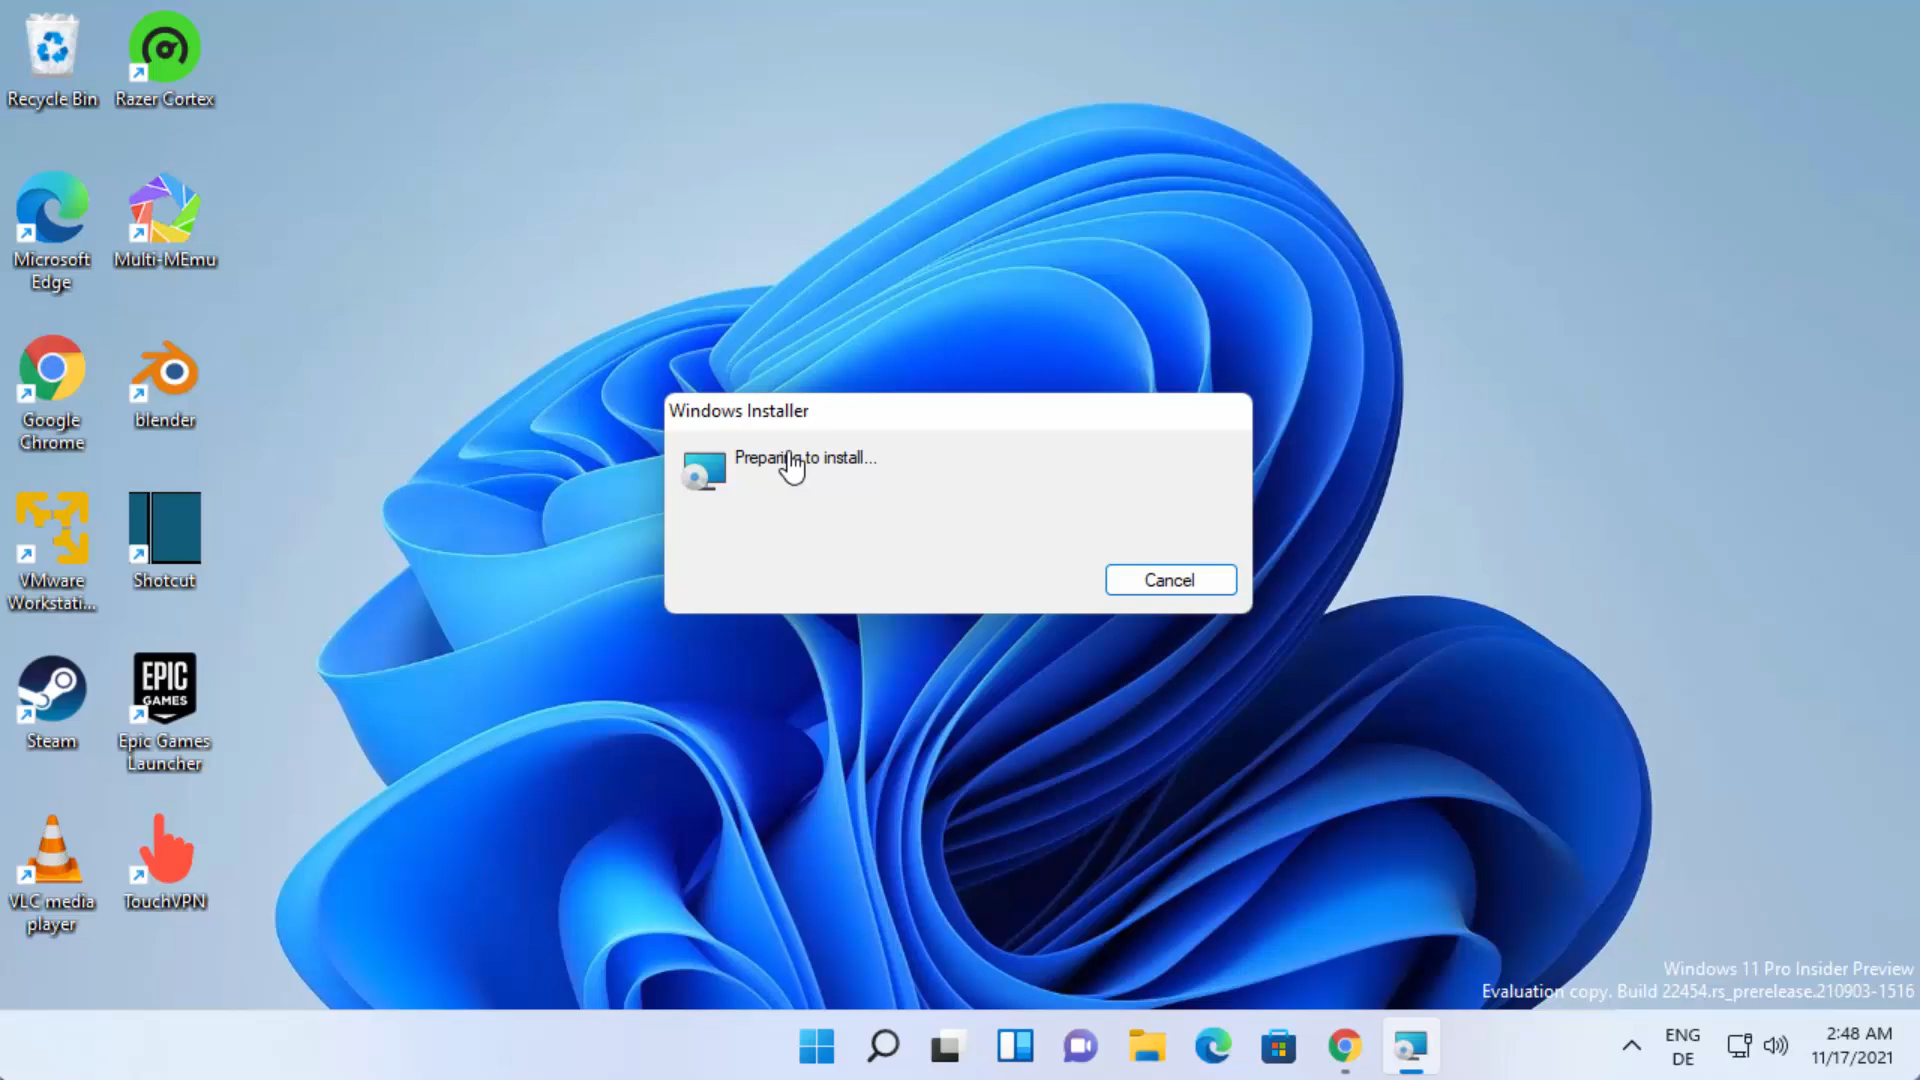 Recycle Bin
Razer Cortex
Microsoft
Edge
Multi-MEmu
Google
Chrome
blender
VMware
Workstati...
Shotcut
Steam
EPIC
GAMES
Epic Games
Launcher
VLC media
player
TouchVPN
Windows Installer
Preparing to install...
Cancel
Windows 11 Pro Insider Preview
Evaluation copy. Build 22454.rs_prerelease.210903-1516
ENG
DE
2:48 AM
11/17/2021